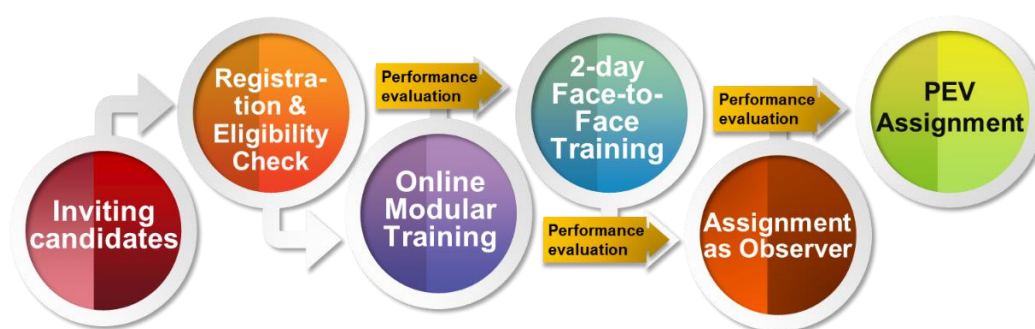 Inviting
candidates
Registra-
tion &
Eligibility
Check
Performance
evaluation
Online
Modular
Training
2-day
Face-to-
Face
Training
Performance
evaluation
Assignment
as Observer
Performance
evaluation
PEV
Assignment